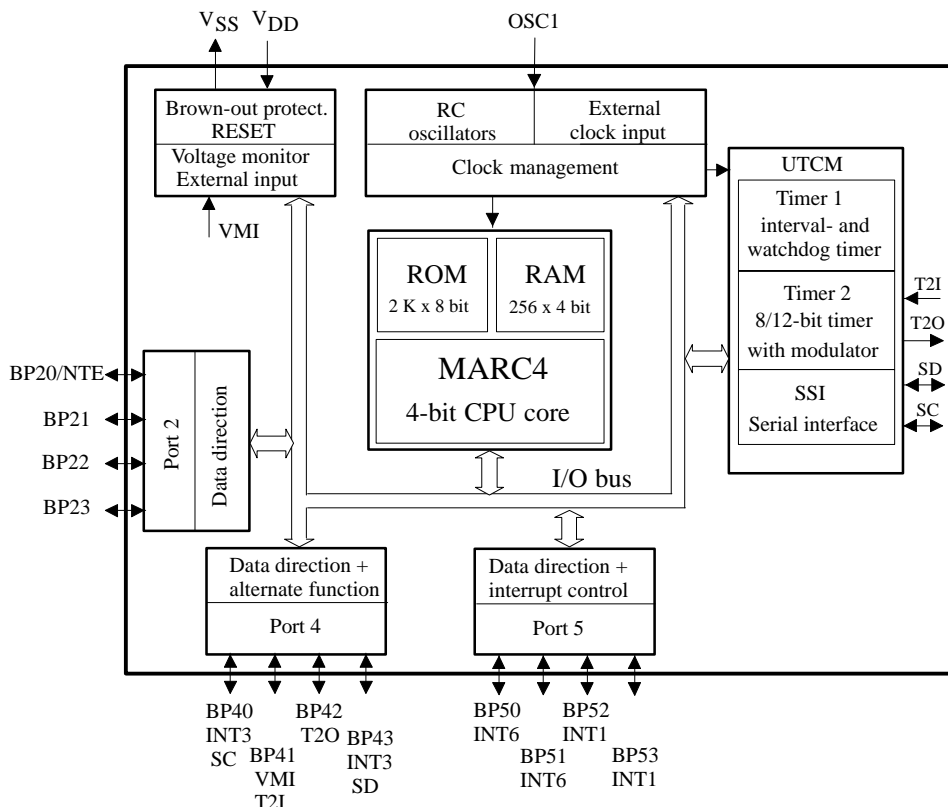 VSS
VDD
OSC1
Brown-out protect.
RESET
Voltage monitor
External input
VMI
RC
oscillators
External
clock input
Clock management
UTCM
Timer 1
interval- and
watchdog timer
Timer 2
8/12-bit timer
with modulator
SSI
Serial interface
T2I
T2O
SD
SC
ROM
2 K x 8 bit
RAM
256 x 4 bit
MARC4
4-bit CPU core
I/O bus
BP20/NTE
BP21
BP22
BP23
Port 2
Data direction
Data direction +
alternate function
Port 4
Data direction +
interrupt control
Port 5
BP40
INT3
SC
BP41
VMI
T2I
BP42
T2O
BP43
INT3
SD
BP50
INT6
BP51
INT6
BP52
INT1
BP53
INT1